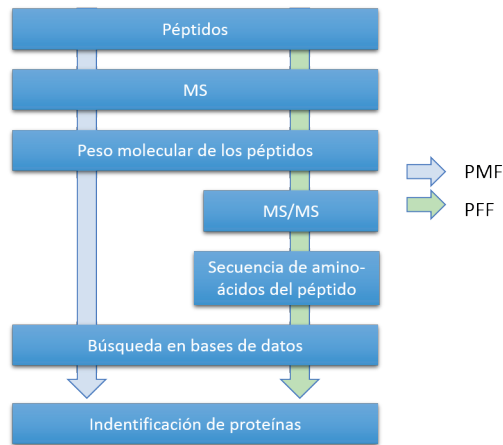 Péptidos
MS
Peso molecular de los péptidos
PMF
MS/MS
PFF
Secuencia de amino-
ácidos del péptido
Búsqueda en bases de datos
Indentificación de proteínas